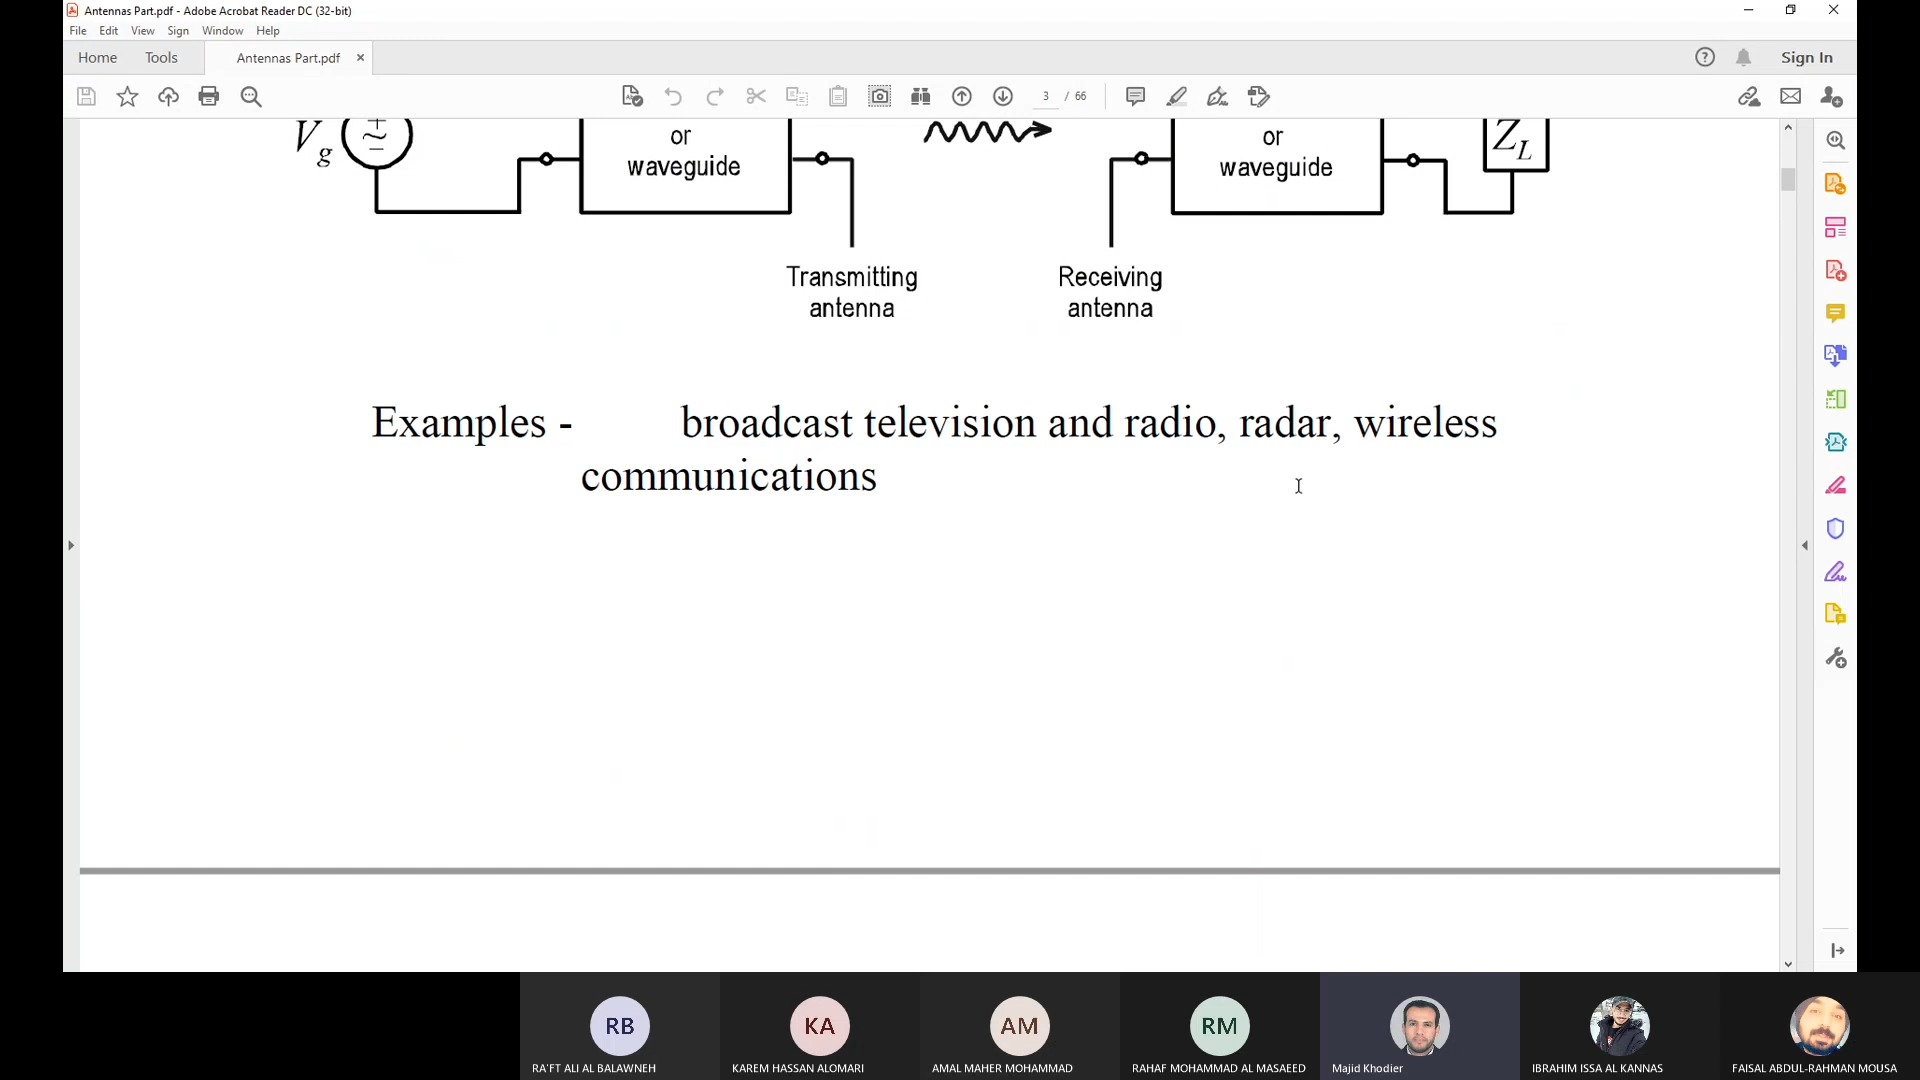 Antennas Part.pdf - Adobe Acrobat Reader DC (32-bit)
File Edit View Sign Window Help
Home Tools Antennas Part.pdf × Sign In
3 / 66
Vg + ~ − or or ZL
waveguide waveguide
Transmitting Receiving
antenna antenna
Examples - broadcast television and radio, radar, wireless
communications
RB KA AM RM
RA'FT ALI AL BALAWNEH KAREM HASSAN ALOMARI AMAL MAHER MOHAMMAD RAHAF MOHAMMAD AL MASAEED Majid Khodier IBRAHIM ISSA AL KANNAS FAISAL ABDUL-RAHMAN MOUSA